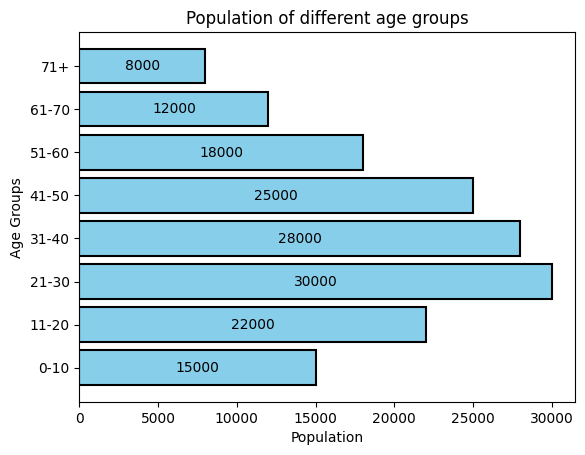 Population of different age groups
Age Groups
71+ 8000
61-70 12000
51-60 18000
41-50 25000
31-40 28000
21-30 30000
11-20 22000
0-10 15000
0 5000 10000 15000 20000 25000 30000
Population